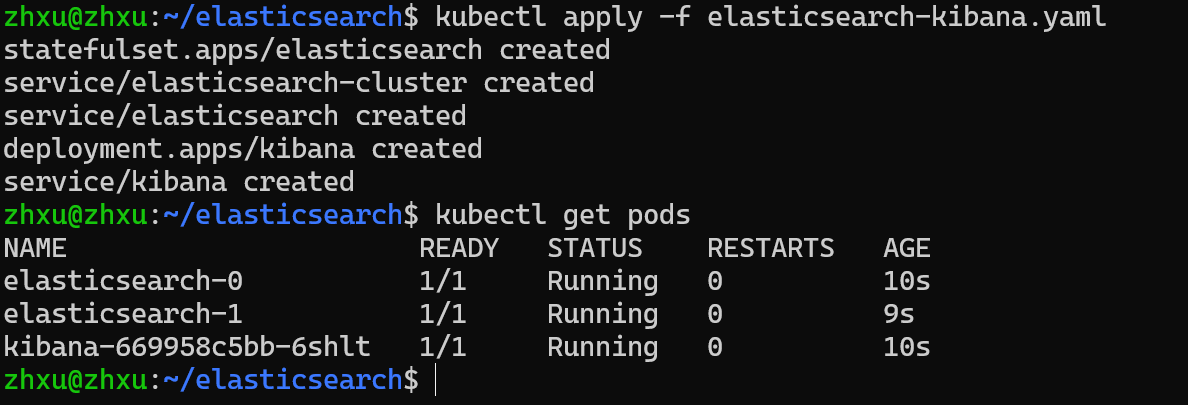 zhxu@zhxu:~/elasticsearch$ kubectl apply -f elasticsearch-kibana.yaml
statefulset.apps/elasticsearch created
service/elasticsearch-cluster created
service/elasticsearch created
deployment.apps/kibana created
service/kibana created
zhxu@zhxu:~/elasticsearch$ kubectl get pods
NAME                      READY   STATUS    RESTARTS   AGE
elasticsearch-0           1/1     Running   0          10s
elasticsearch-1           1/1     Running   0          9s
kibana-669958c5bb-6shlt   1/1     Running   0          10s
zhxu@zhxu:~/elasticsearch$